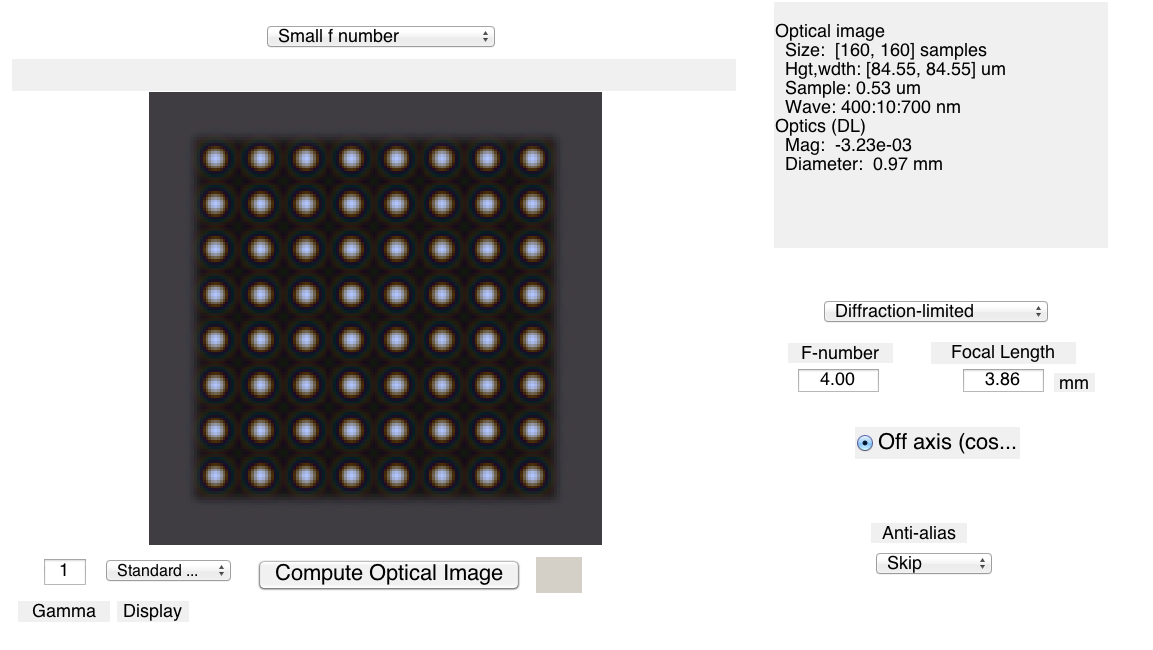 Small f number
Optical image
Size: [160, 160] samples
Hgt,wdth: [84.55, 84.55] um
Sample: 0.53 um
Wave: 400:10:700 nm
Optics (DL)
Mag: -3.23e-03
Diameter: 0.97 mm
Diffraction-limited
F-number
Focal Length
4.00
3.86
mm
Off axis (cos...
Anti-alias
Skip
1
Standard ...
Compute Optical Image
Gamma
Display